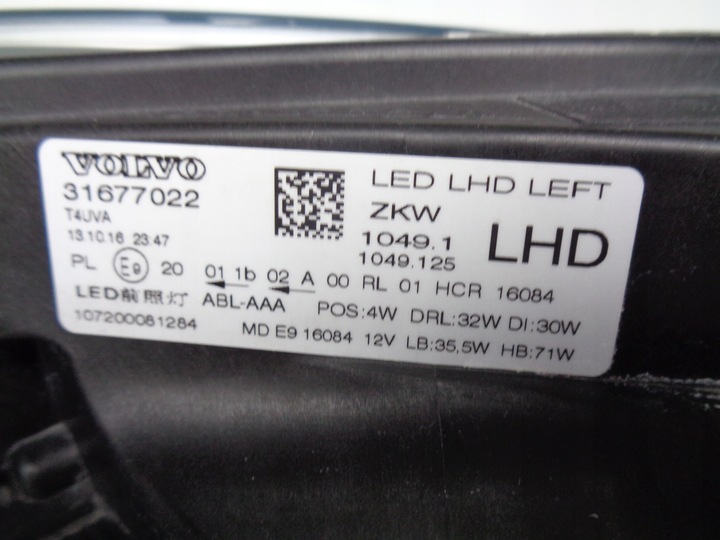 VOLVO
31677022
T4UVA
13.10.16 23:47
LED LHD LEFT
ZKW
1049.1
1049.125
LHD
PL E9 20 01 1b 02 A 00 RL 01 HCR 16084
LED前照灯 ABL-AAA POS:4W DRL:32W DI:30W
107200081284 MD E9 16084 12V LB:35,5W HB:71W